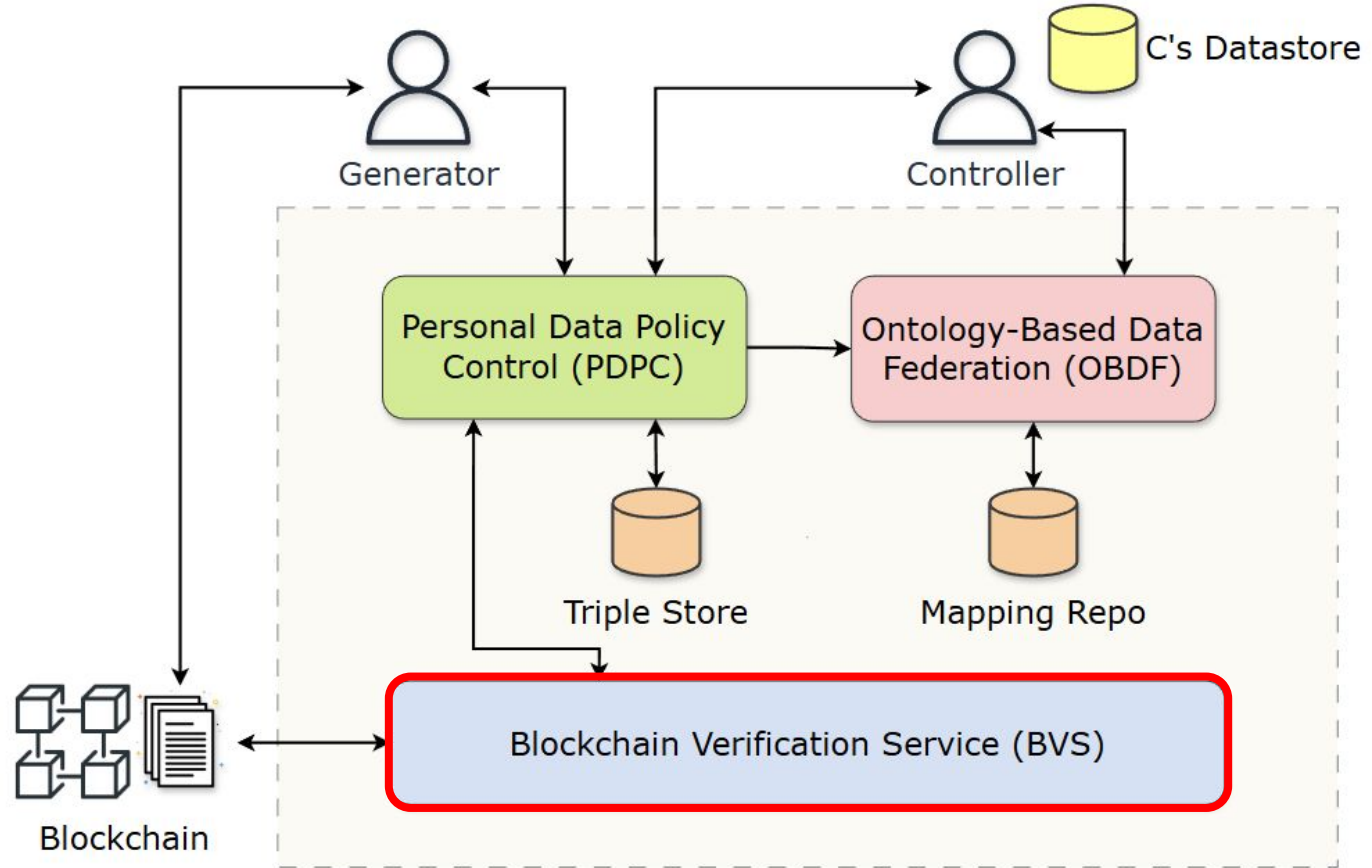 C's Datastore
Generator
Controller
Personal Data Policy
Control (PDPC)
Ontology-Based Data
Federation (OBDF)
Triple Store
Mapping Repo
Blockchain Verification Service (BVS)
Blockchain